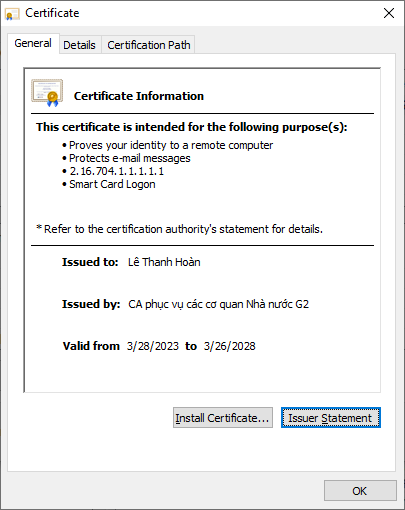 Certificate
General Details Certification Path
Certificate Information
This certificate is intended for the following purpose(s):
• Proves your identity to a remote computer
• Protects e-mail messages
• 2.16.704.1.1.1.1.1
• Smart Card Logon
* Refer to the certification authority's statement for details.
Issued to: Lê Thanh Hoàn
Issued by: CA phục vụ các cơ quan Nhà nước G2
Valid from 3/28/2023 to 3/26/2028
Install Certificate... Issuer Statement
OK